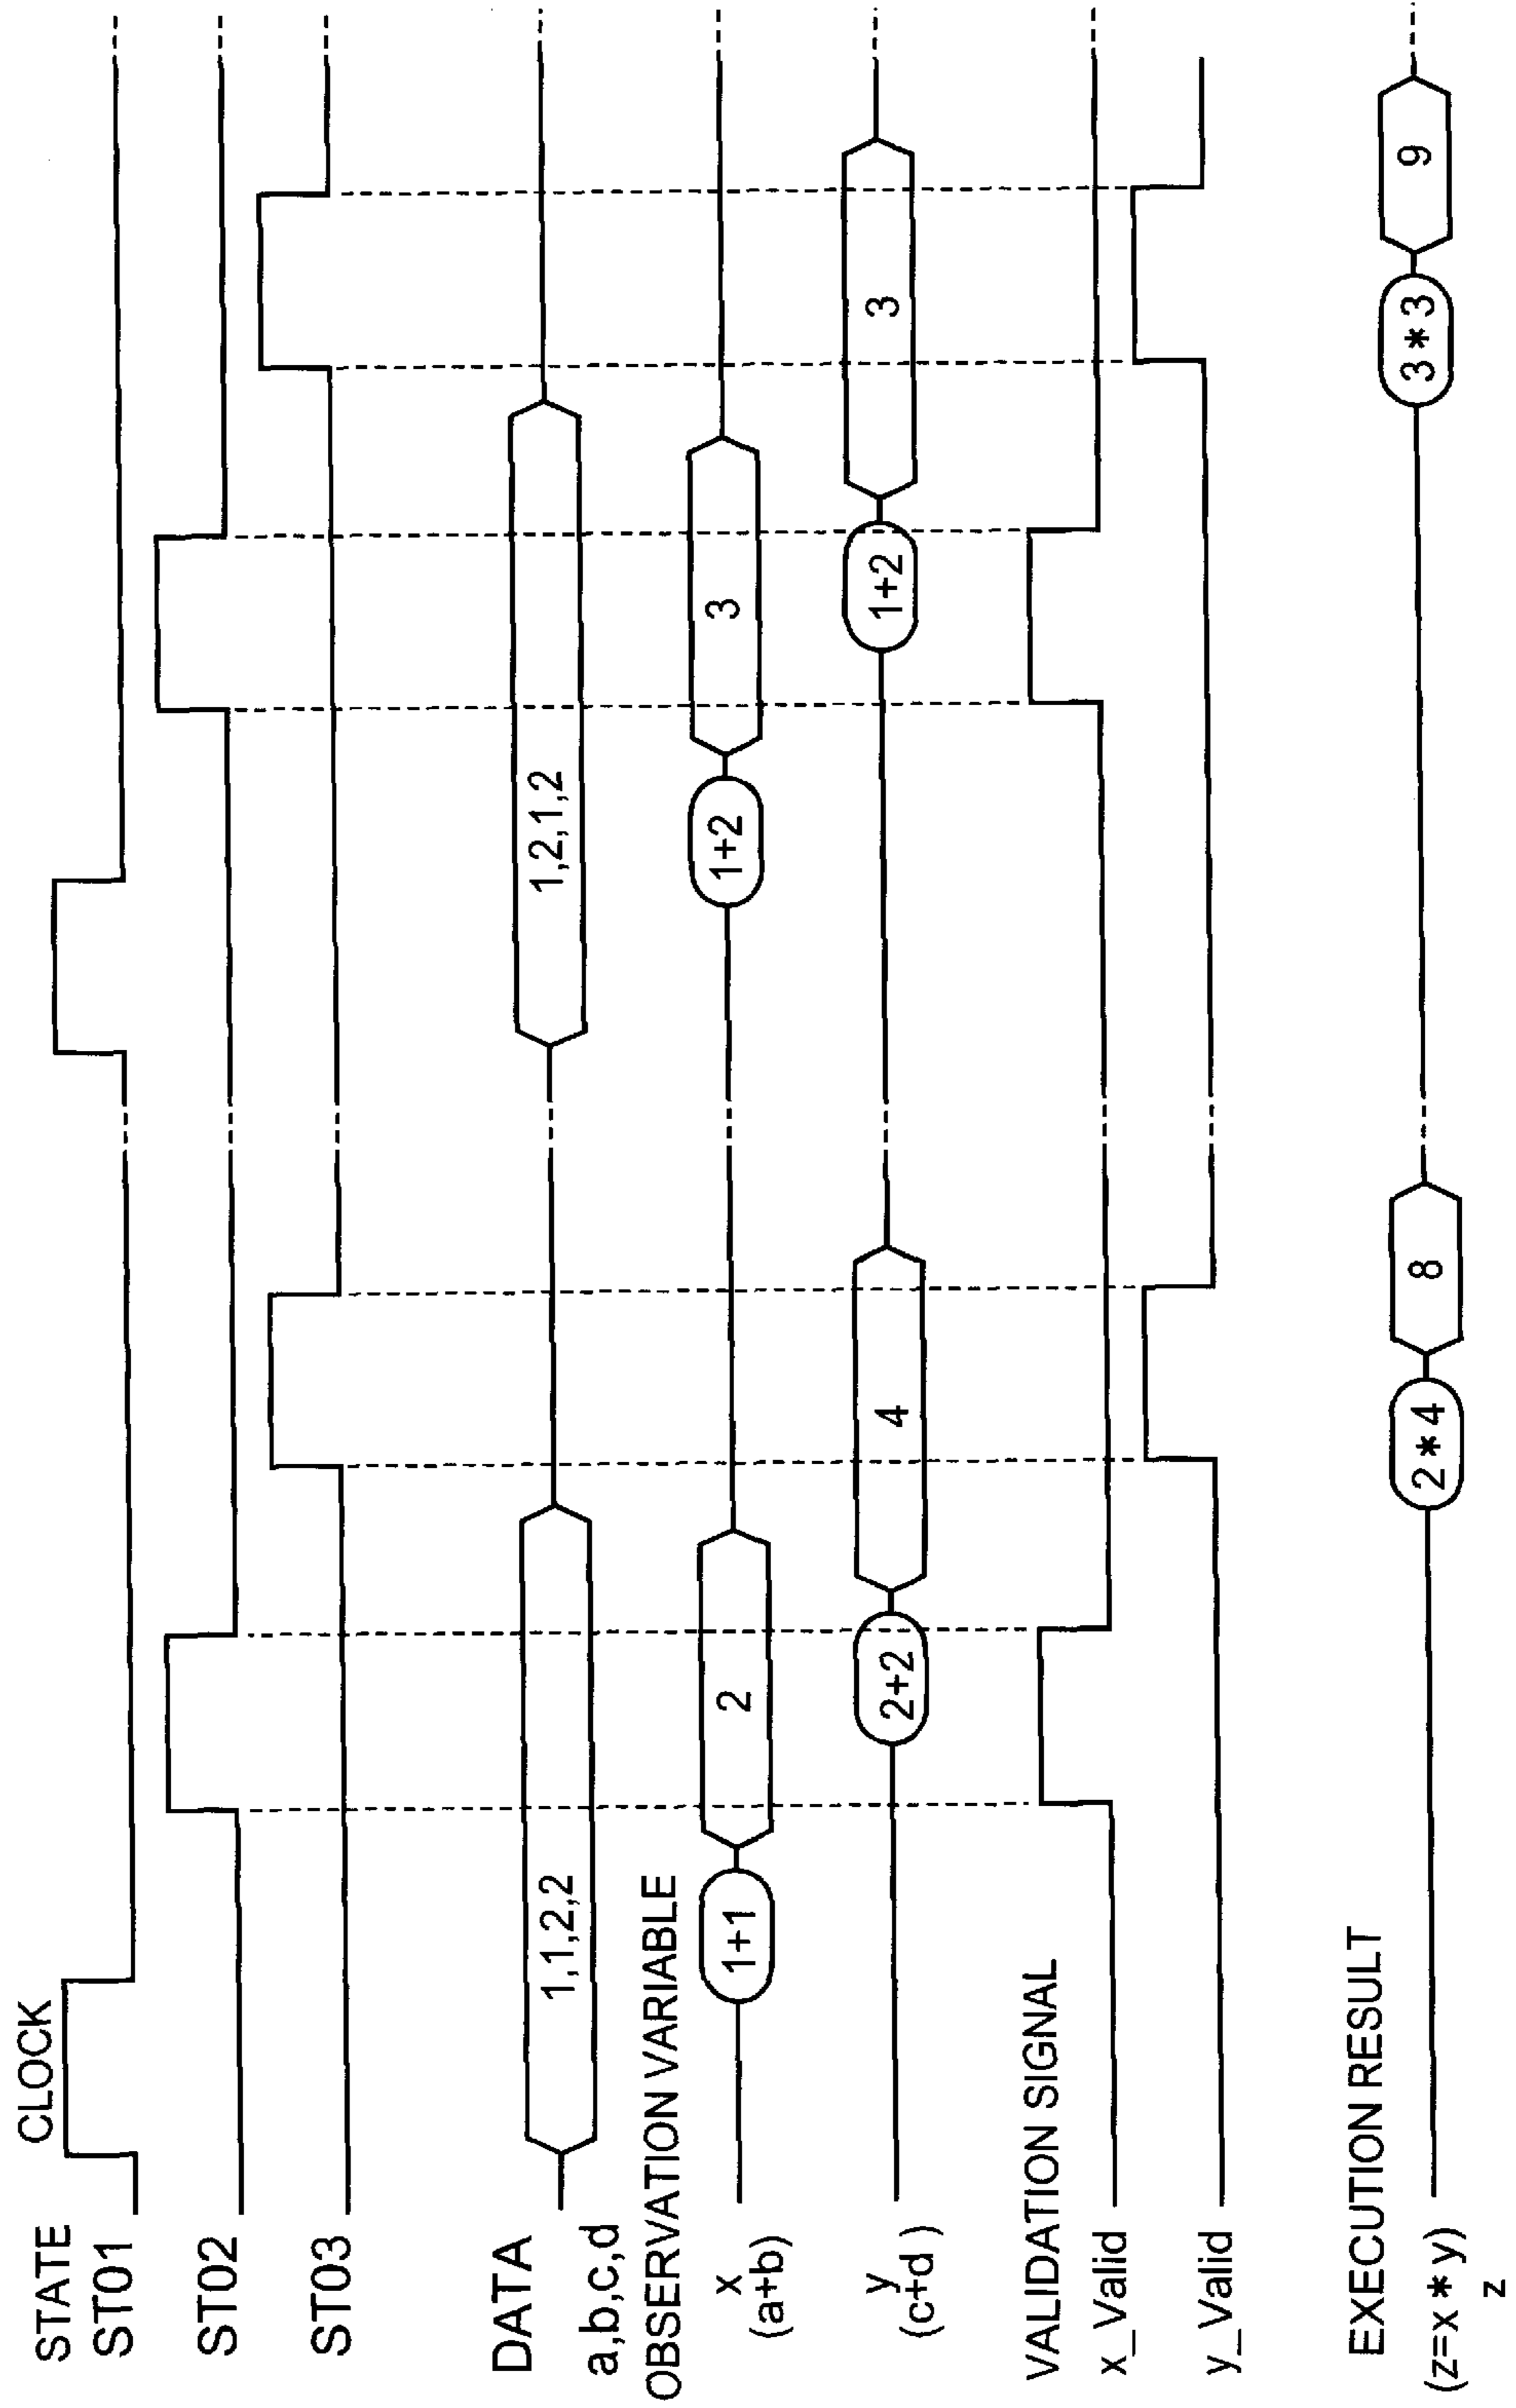 CLOCK
STATE
ST01
ST02
ST03
DATA
a,b,c,d
1,1,2,2
1,2,1,2
OBSERVATION VARIABLE
x
(a+b)
1+1
2
1+2
3
y
(c+d )
2+2
4
1+2
3
VALIDATION SIGNAL
x_Valid
y_Valid
EXECUTION RESULT
(z=x * y)
z
2 * 4
8
3 * 3
9